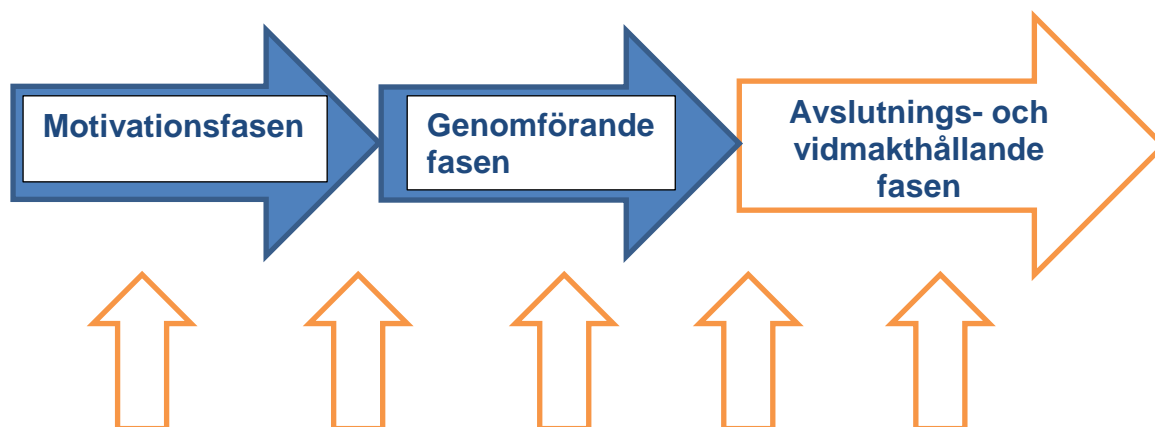 Motivationsfasen
Genomförande
fasen
Avslutnings- och
vidmakthållande
fasen